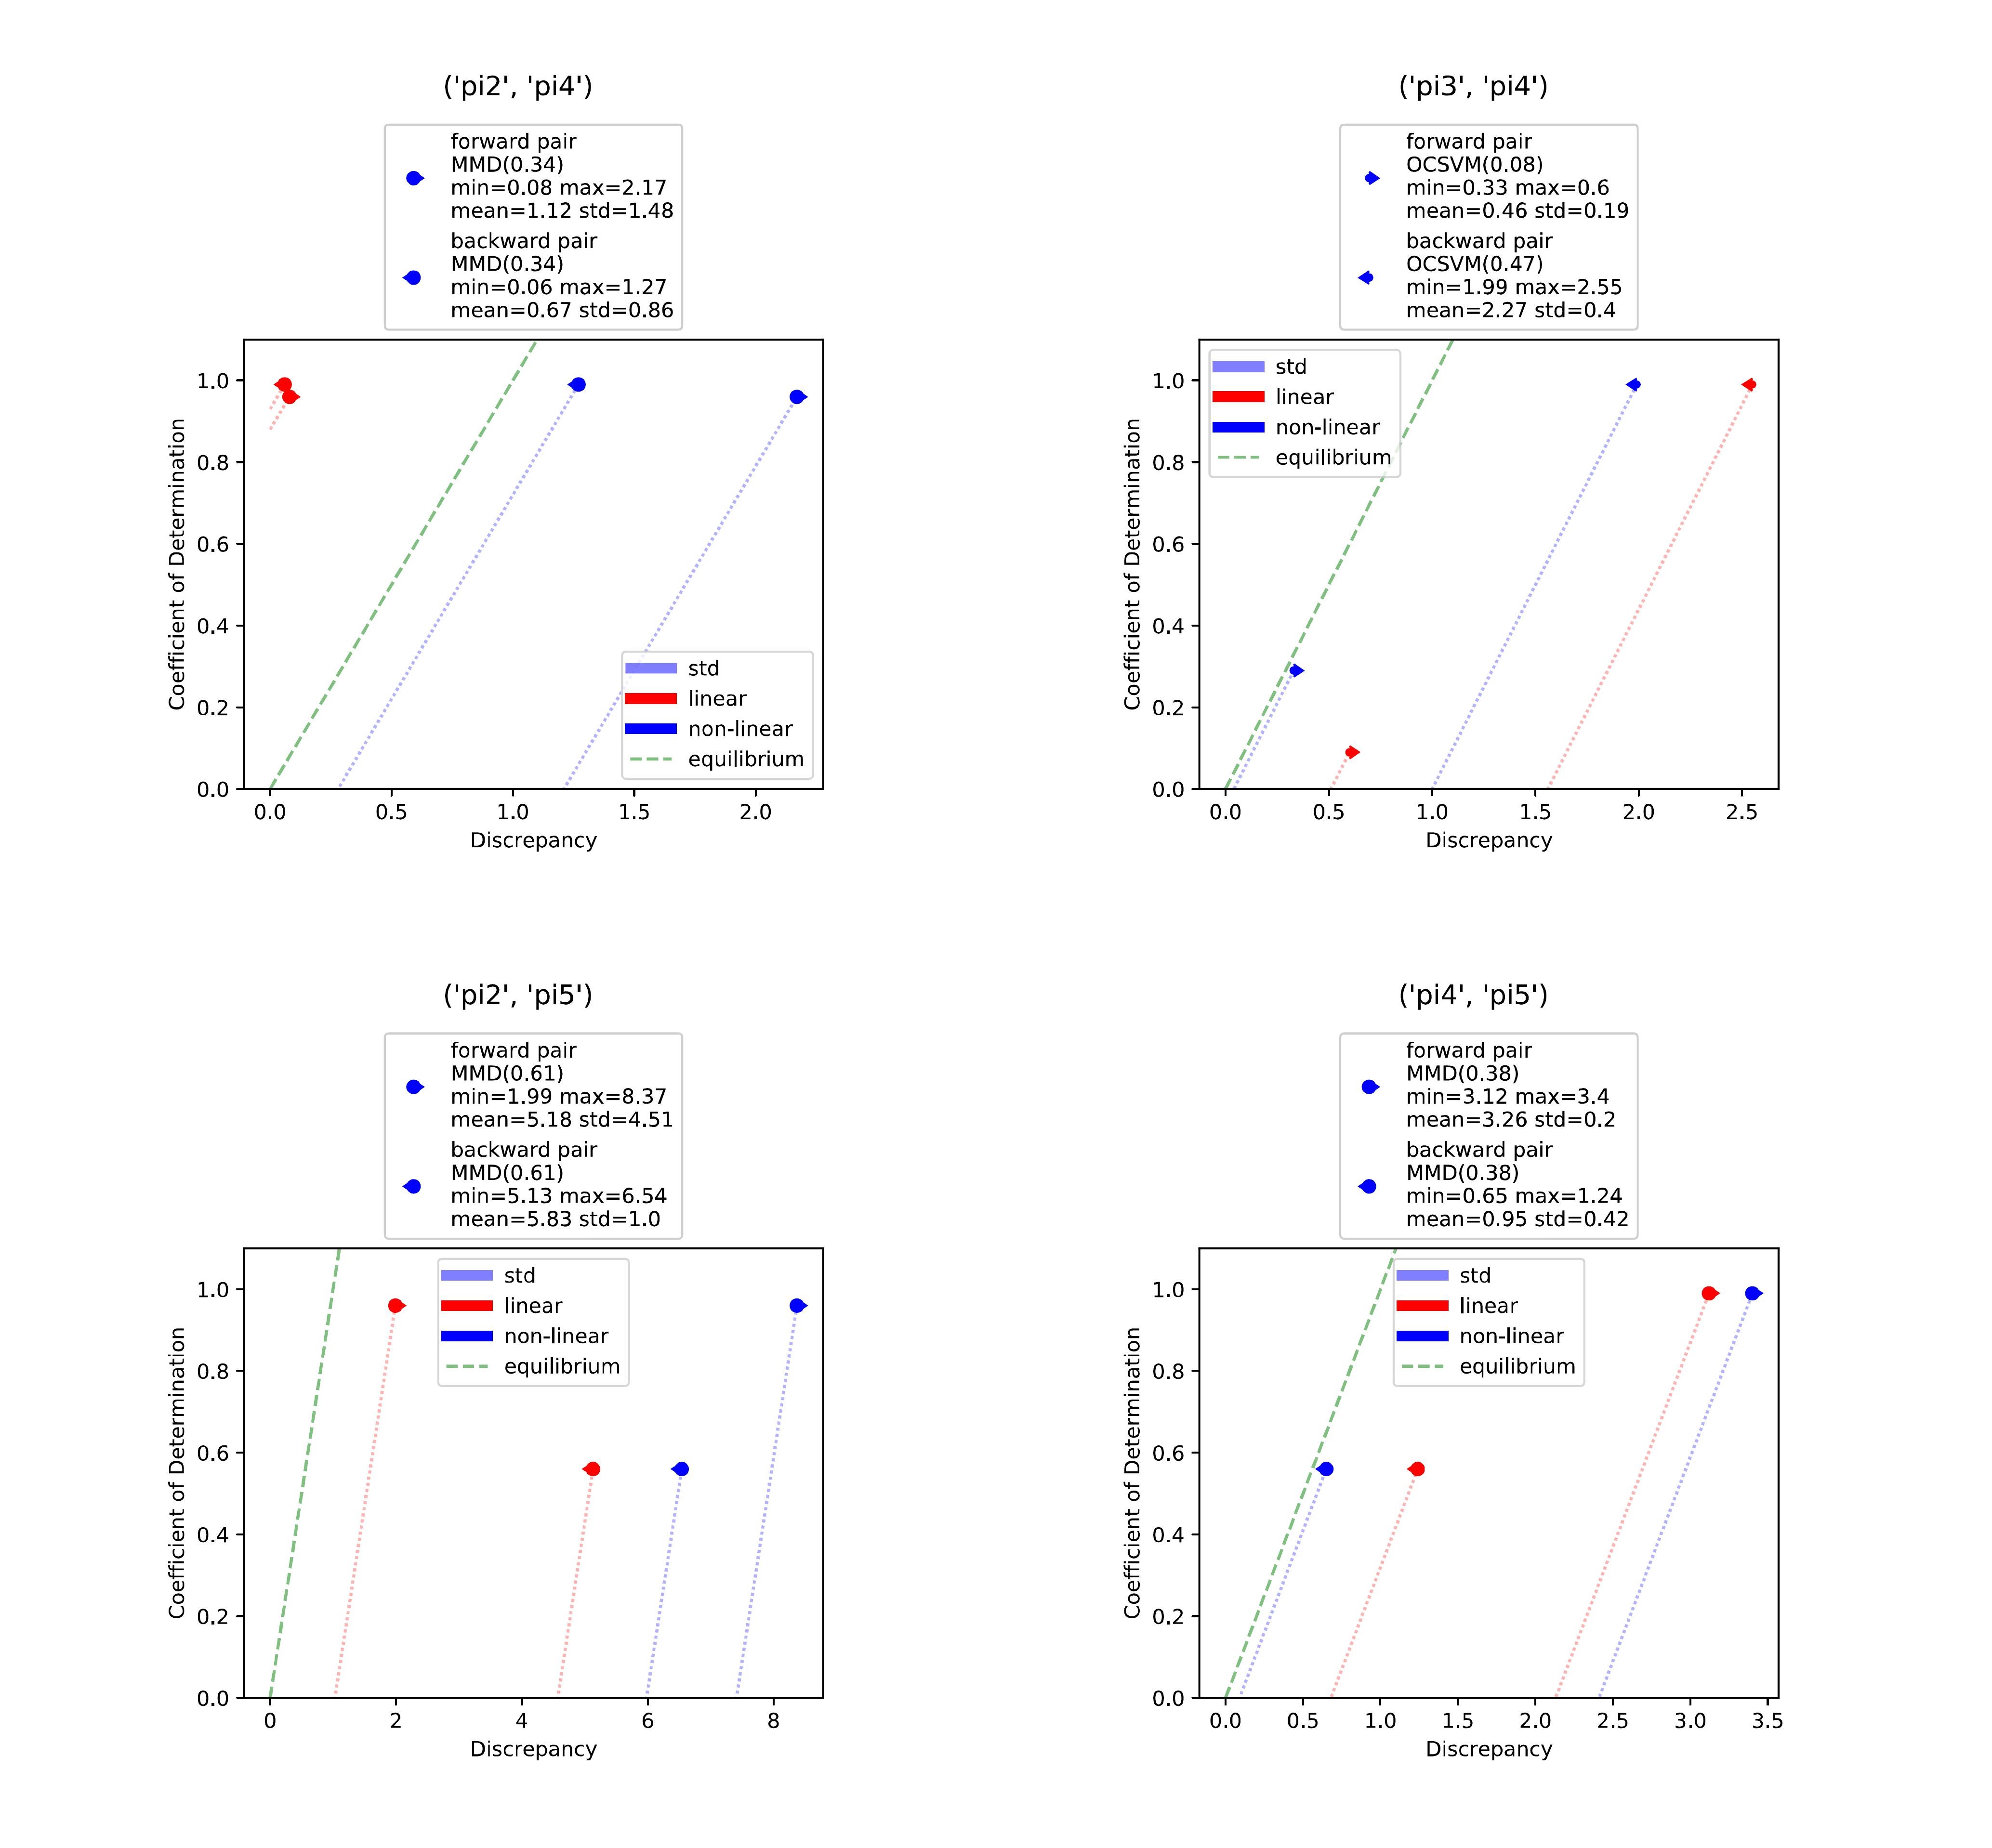 ('pi2', 'pi4')
forward pair
MMD(0.34)
min=0.08 max=2.17
mean=1.12 std=1.48
backward pair
MMD(0.34)
min=0.06 max=1.27
mean=0.67 std=0.86
1.0
0.8
0.6
0.4
0.2
0.0
Coefficient of Determination
std
linear
non-linear
equilibrium
0.0 0.5 1.0 1.5 2.0
Discrepancy
('pi3', 'pi4')
forward pair
OCSVM(0.08)
min=0.33 max=0.6
mean=0.46 std=0.19
backward pair
OCSVM(0.47)
min=1.99 max=2.55
mean=2.27 std=0.4
std
linear
non-linear
equilibrium
1.0
0.8
0.6
0.4
0.2
0.0
Coefficient of Determination
0.0 0.5 1.0 1.5 2.0 2.5
Discrepancy
('pi2', 'pi5')
forward pair
MMD(0.61)
min=1.99 max=8.37
mean=5.18 std=4.51
backward pair
MMD(0.61)
min=5.13 max=6.54
mean=5.83 std=1.0
std
linear
non-linear
equilibrium
1.0
0.8
0.6
0.4
0.2
0.0
Coefficient of Determination
0 2 4 6 8
Discrepancy
('pi4', 'pi5')
forward pair
MMD(0.38)
min=3.12 max=3.4
mean=3.26 std=0.2
backward pair
MMD(0.38)
min=0.65 max=1.24
mean=0.95 std=0.42
std
linear
non-linear
equilibrium
1.0
0.8
0.6
0.4
0.2
0.0
Coefficient of Determination
0.0 0.5 1.0 1.5 2.0 2.5 3.0 3.5
Discrepancy